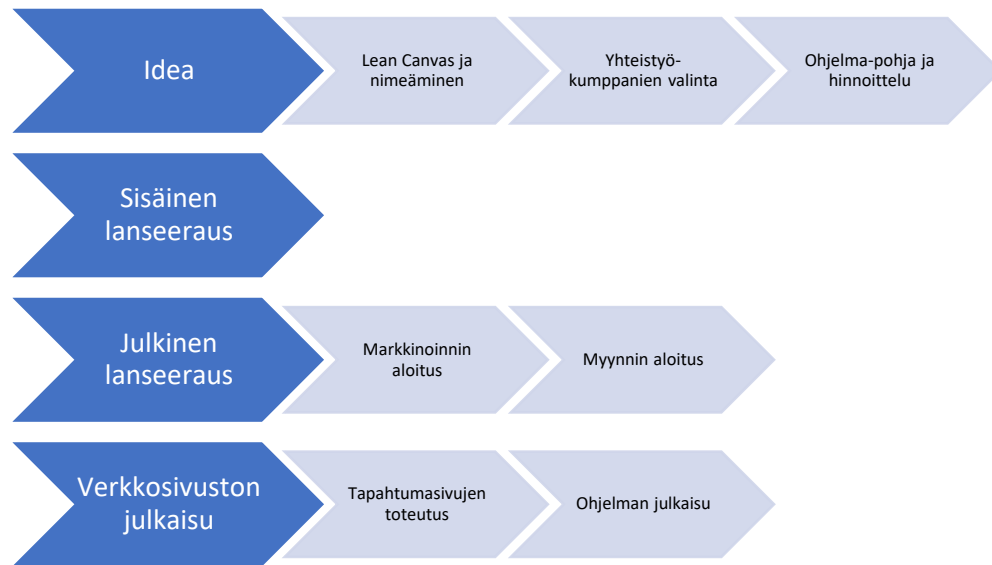 Idea
Lean Canvas ja
nimeäminen
Yhteistyö-
kumppanien valinta
Ohjelma-pohja ja
hinnoittelu
Sisäinen
lanseeraus
Julkinen
lanseeraus
Markkinoinnin
aloitus
Myynnin aloitus
Verkkosivuston
julkaisu
Tapahtumasivujen
toteutus
Ohjelman julkaisu